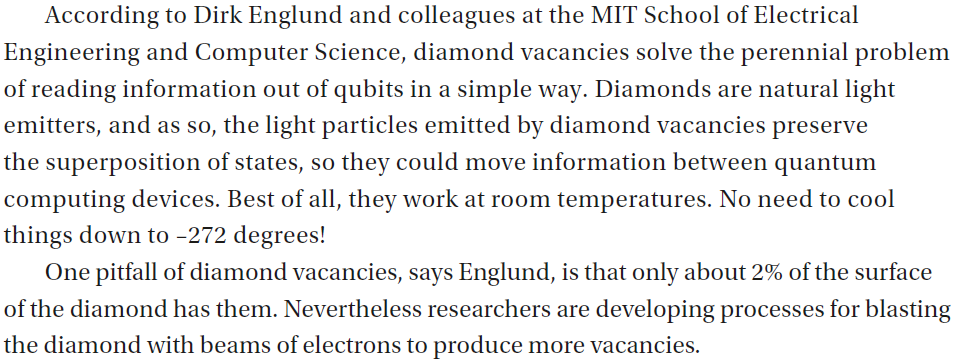 According to Dirk Englund and colleagues at the MIT School of Electrical
Engineering and Computer Science, diamond vacancies solve the perennial problem
of reading information out of qubits in a simple way. Diamonds are natural light
emitters, and as so, the light particles emitted by diamond vacancies preserve
the superposition of states, so they could move information between quantum
computing devices. Best of all, they work at room temperatures. No need to cool
things down to –272 degrees!
One pitfall of diamond vacancies, says Englund, is that only about 2% of the surface
of the diamond has them. Nevertheless researchers are developing processes for blasting
the diamond with beams of electrons to produce more vacancies.